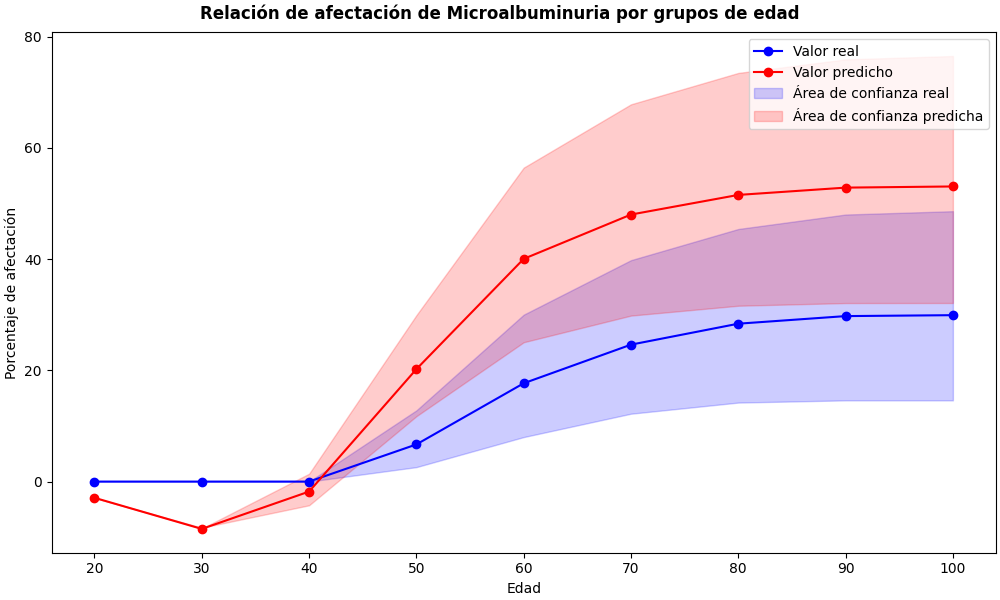 Relación de afectación de Microalbuminuria por grupos de edad
Valor real
Valor predicho
Área de confianza real
Área de confianza predicha
Porcentaje de afectación
80
60
40
20
0
20 30 40 50 60 70 80 90 100
Edad